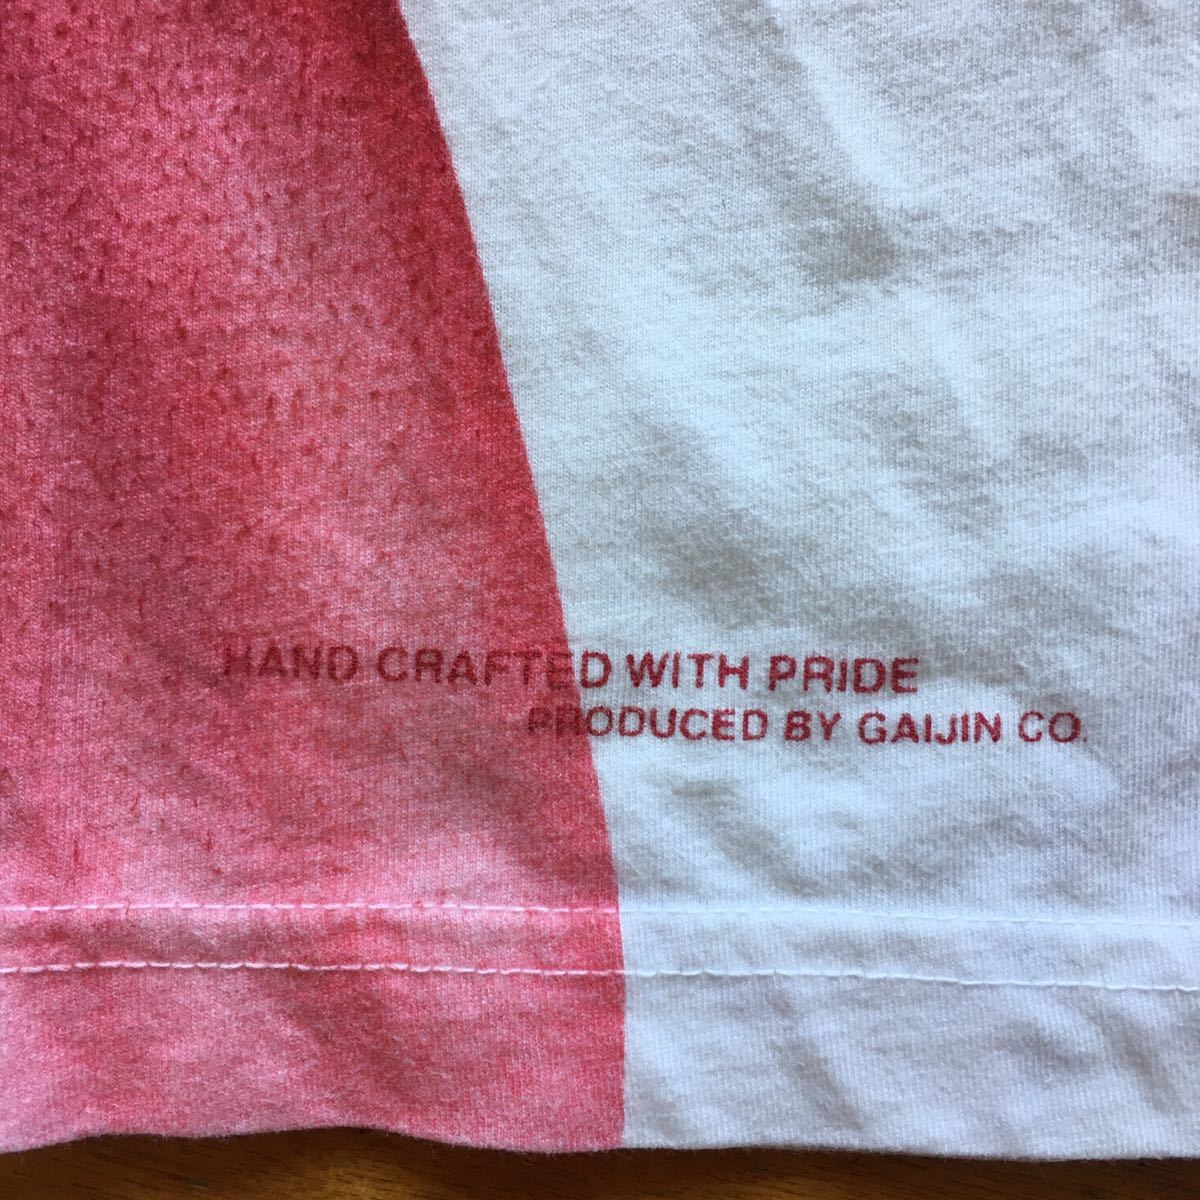 HAND CRAFTED WITH PRIDE
PRODUCED BY GAIJIN CO.